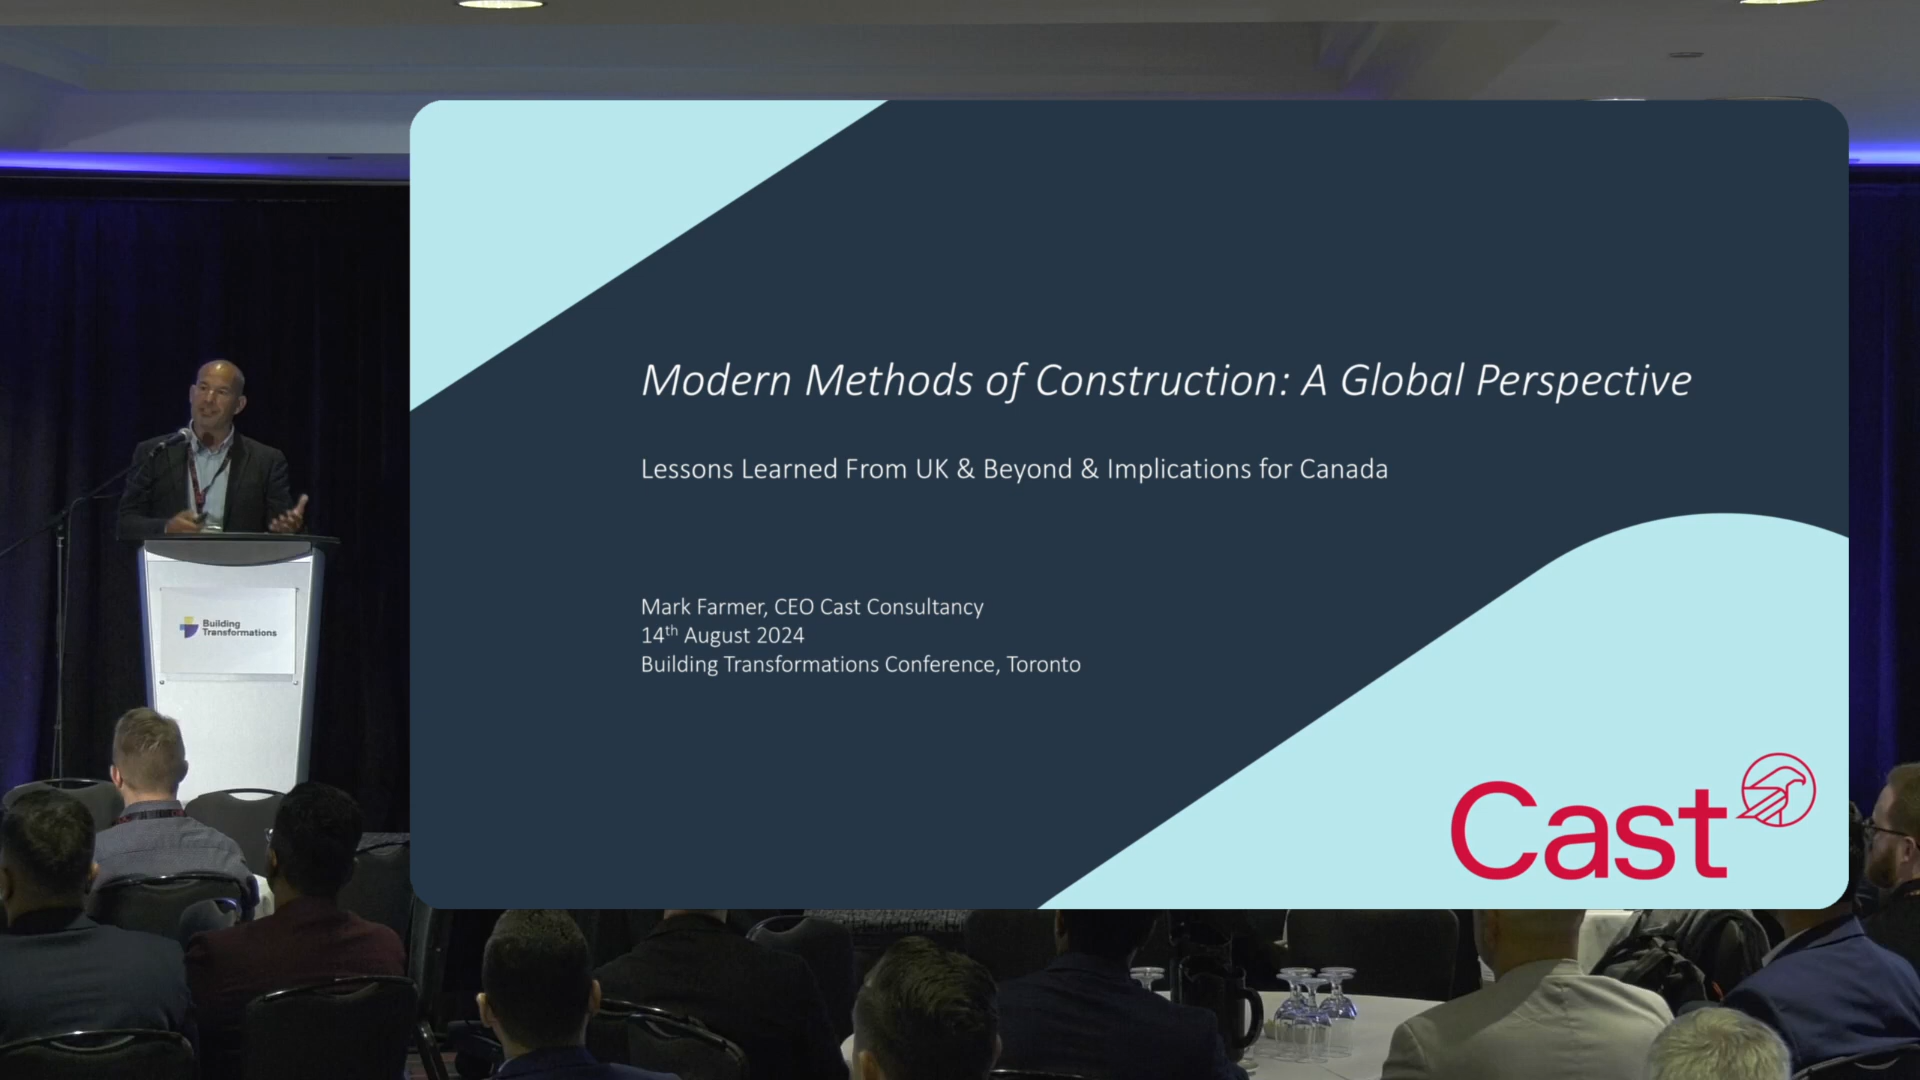 Modern Methods of Construction: A Global Perspective
Lessons Learned From UK & Beyond & Implications for Canada
Mark Farmer, CEO Cast Consultancy
14th August 2024
Building Transformations Conference, Toronto
Cast
Building
Transformations